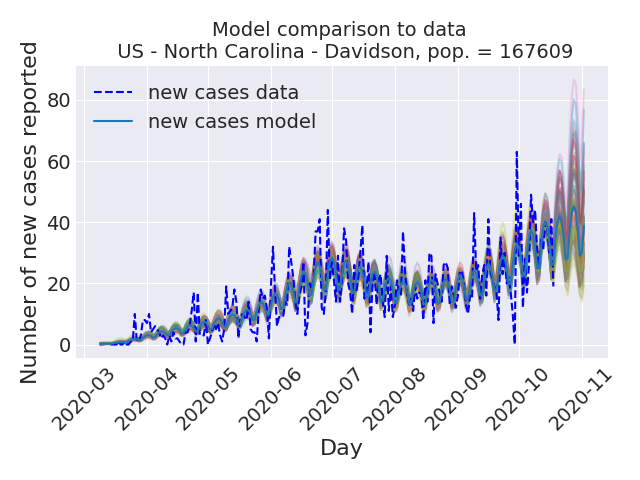 Model comparison to data
US - North Carolina - Davidson, pop. = 167609
Number of new cases reported
new cases data
new cases model
80
60
40
20
0
2020-03
2020-04
2020-05
2020-06
2020-07
2020-08
2020-09
2020-10
2020-11
Day